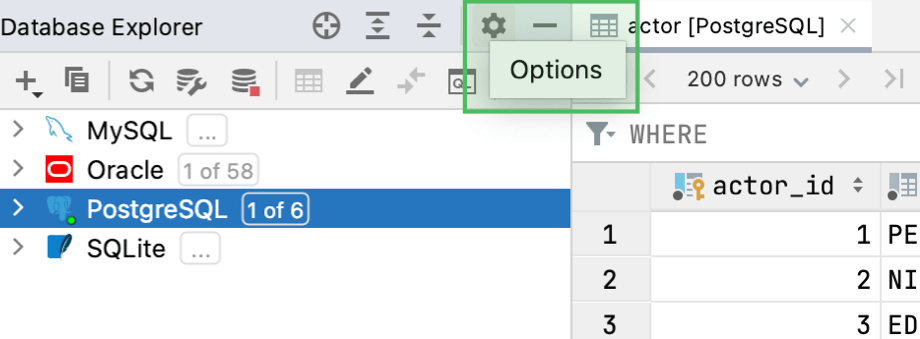 Database Explorer
actor [PostgreSQL]
Options
QL
200 rows
MySQL ...
WHERE
Oracle 1 of 58
PostgreSQL 1 of 6
actor_id
SQLite ...
1 1 PE
2 2 NI
3 3 ED